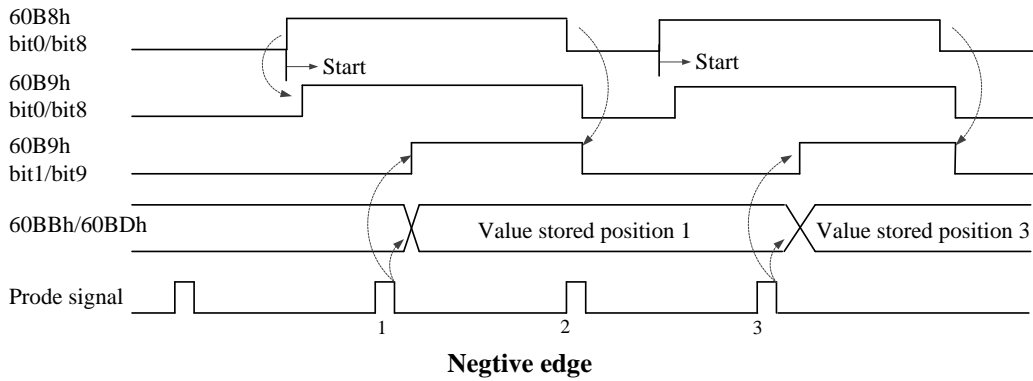 60B8h
bit0/bit8
Start
Start
60B9h
bit0/bit8
60B9h
bit1/bit9
60BBh/60BDh
Value stored position 1
Value stored position 3
Prode signal
1
2
3
Negtive edge